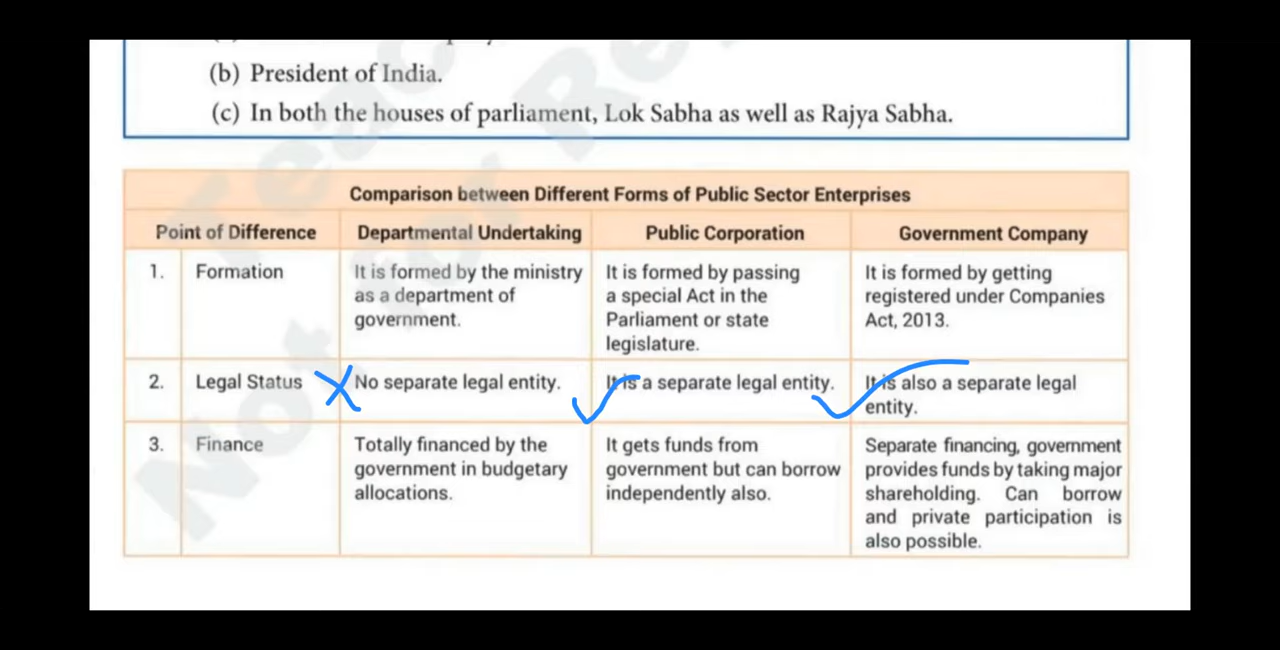 (b) President of India.
(c) In both the houses of parliament, Lok Sabha as well as Rajya Sabha.
Comparison between Different Forms of Public Sector Enterprises
Point of Difference Departmental Undertaking Public Corporation Government Company
1. Formation
It is formed by the ministry
as a department of
government.
It is formed by passing
a special Act in the
Parliament or state
legislature.
It is formed by getting
registered under Companies
Act, 2013.
2. Legal Status
No separate legal entity.
It is a separate legal entity.
It is also a separate legal
entity.
3. Finance
Totally financed by the
government in budgetary
allocations.
It gets funds from
government but can borrow
independently also.
Separate financing, government
provides funds by taking major
shareholding. Can borrow
and private participation is
also possible.